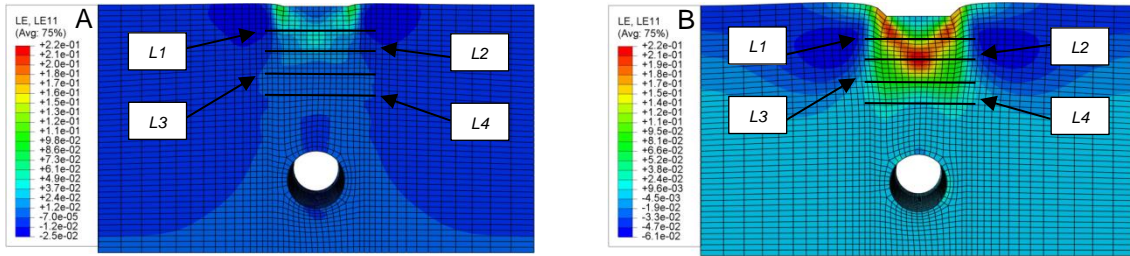 LE, LE11
(Avg: 75%)
+2.2e-01
+2.1e-01
+2.0e-01
+1.8e-01
+1.7e-01
+1.6e-01
+1.5e-01
+1.3e-01
+1.2e-01
+1.1e-01
+9.8e-02
+8.6e-02
+7.3e-02
+6.1e-02
+4.9e-02
+3.7e-02
+2.4e-02
+1.2e-02
-7.0e-05
-1.2e-02
-2.5e-02
A
L1
L2
L3
L4
LE, LE11
(Avg: 75%)
+2.2e-01
+2.1e-01
+1.9e-01
+1.8e-01
+1.7e-01
+1.5e-01
+1.4e-01
+1.2e-01
+1.1e-01
+9.4e-02
+8.0e-02
+6.6e-02
+5.2e-02
+3.8e-02
+2.4e-02
+9.6e-03
-4.5e-03
-1.9e-02
-3.3e-02
-4.7e-02
-6.1e-02
B
L1
L2
L3
L4